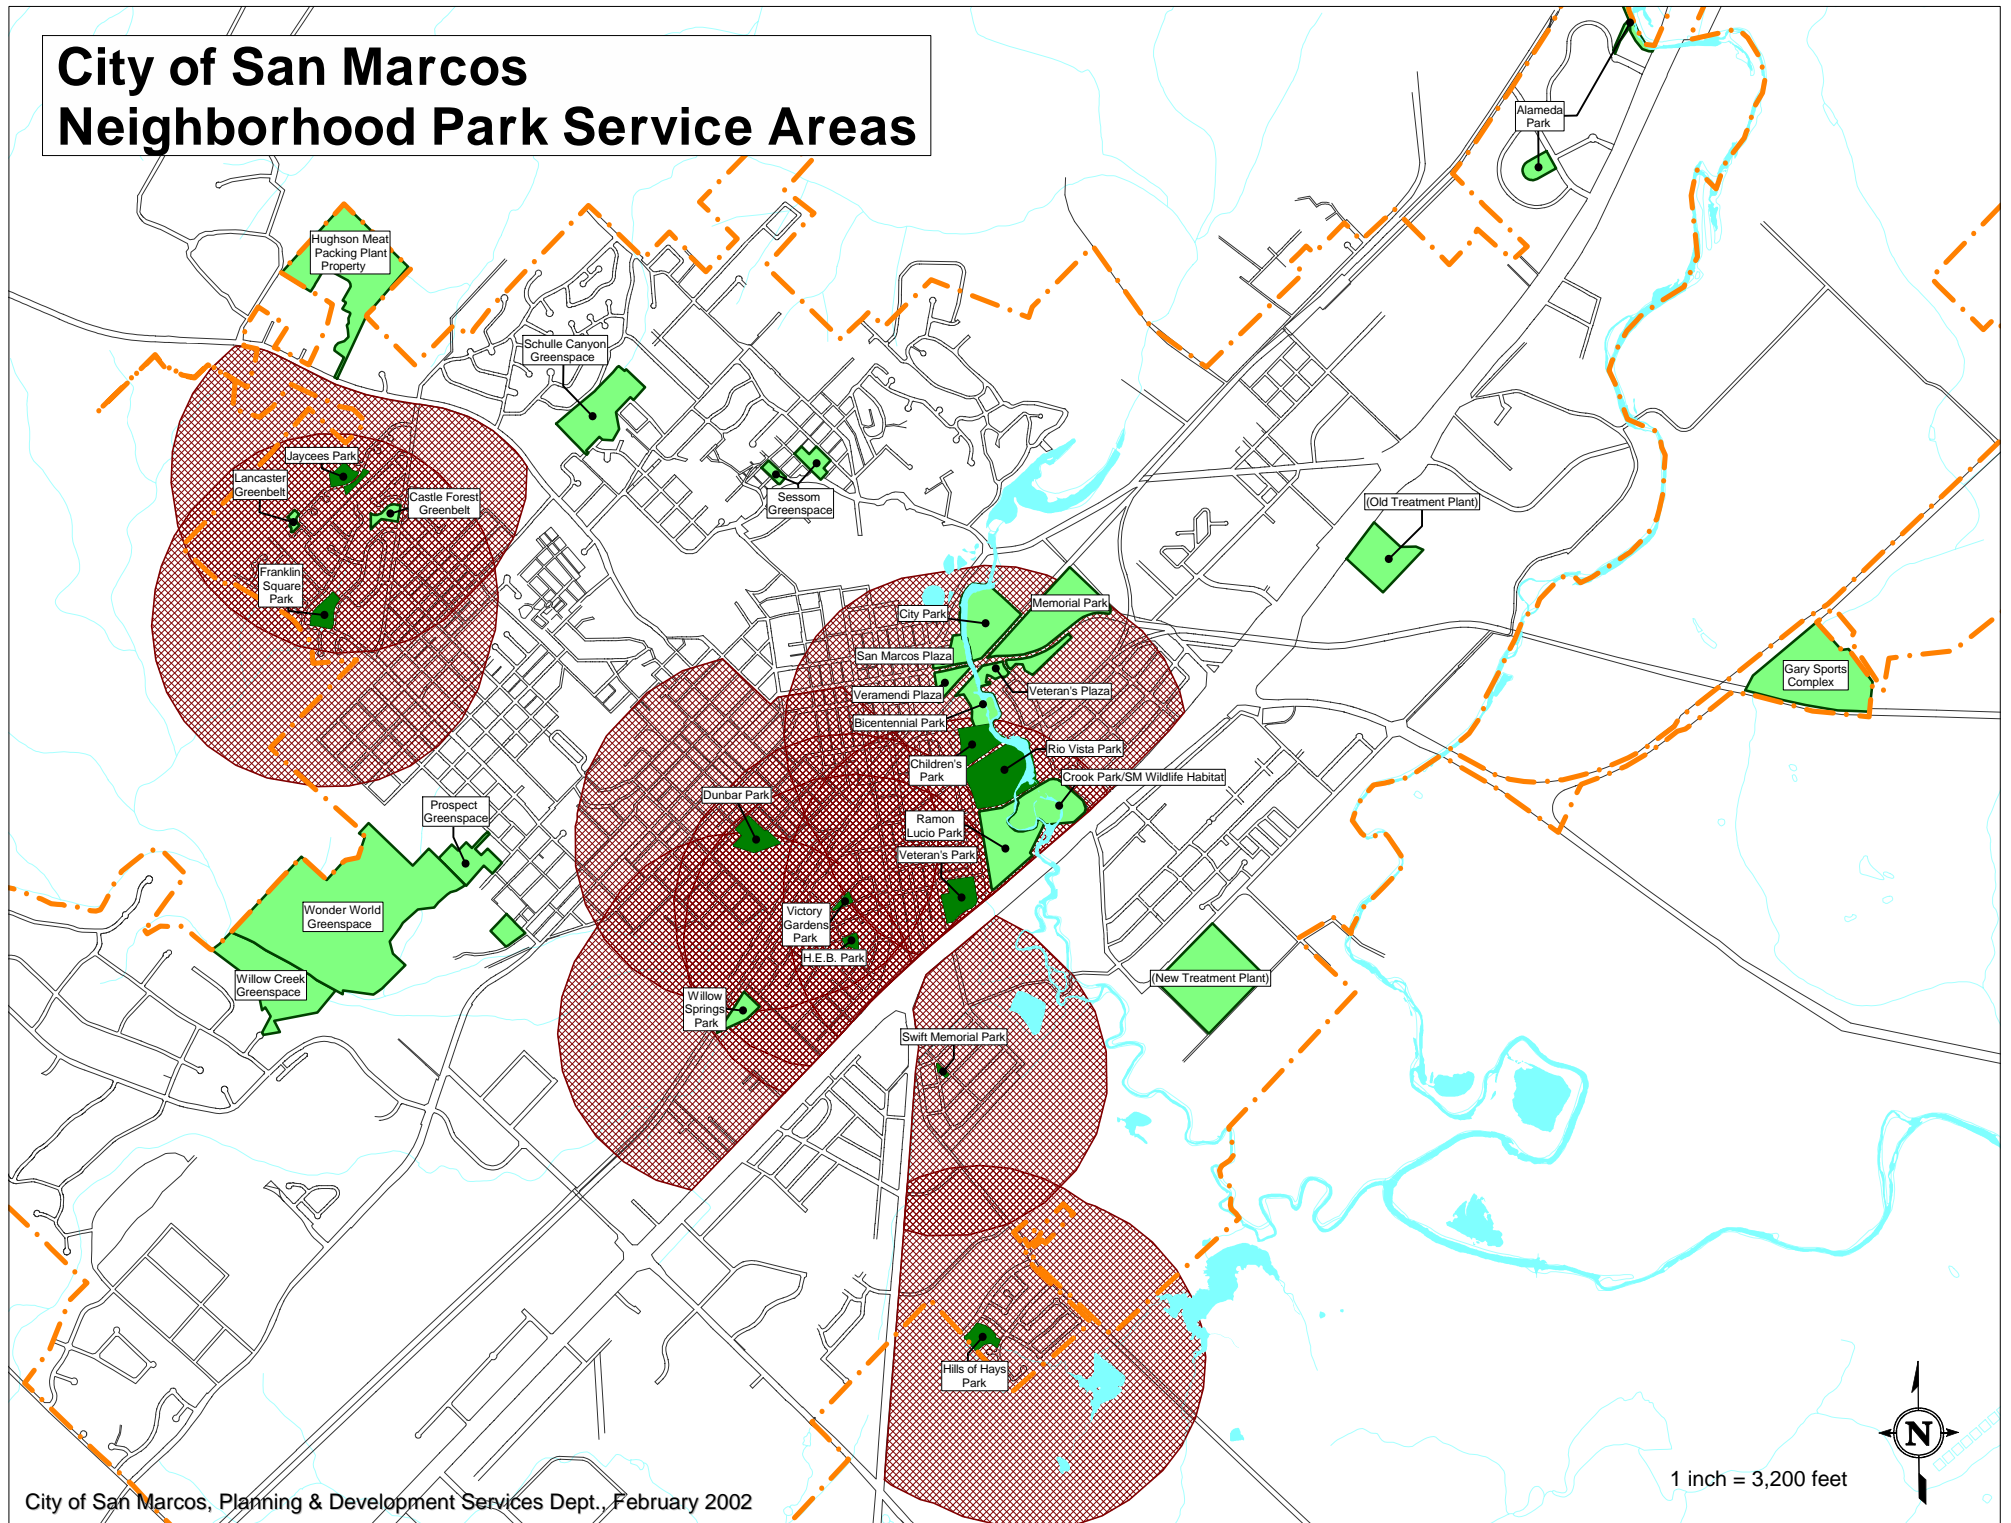 City of San Marcos
Neighborhood Park Service Areas
Alameda
Park
Hughson Meat
Packing Plant
Property
Schulle Canyon
Greenspace
Jaycees Park
Lancaster
Greenbelt
Castle Forest
Greenbelt
Sessom
Greenspace
(Old Treatment Plant)
Franklin
Square
Park
City Park
Memorial Park
San Marcos Plaza
Veramendi Plaza
Veteran's Plaza
Bicentennial Park
Gary Sports
Complex
Rio Vista Park
Children's
Park
Crook Park/SM Wildlife Habitat
Dunbar Park
Prospect
Greenspace
Ramon
Lucio Park
Veteran's Park
Wonder World
Greenspace
Victory
Gardens
Park
H.E.B. Park
Willow Creek
Greenspace
(New Treatment Plant)
Willow
Springs
Park
Swift Memorial Park
Hills of Hays
Park
N
1 inch = 3,200 feet
City of San Marcos, Planning & Development Services Dept., February 2002